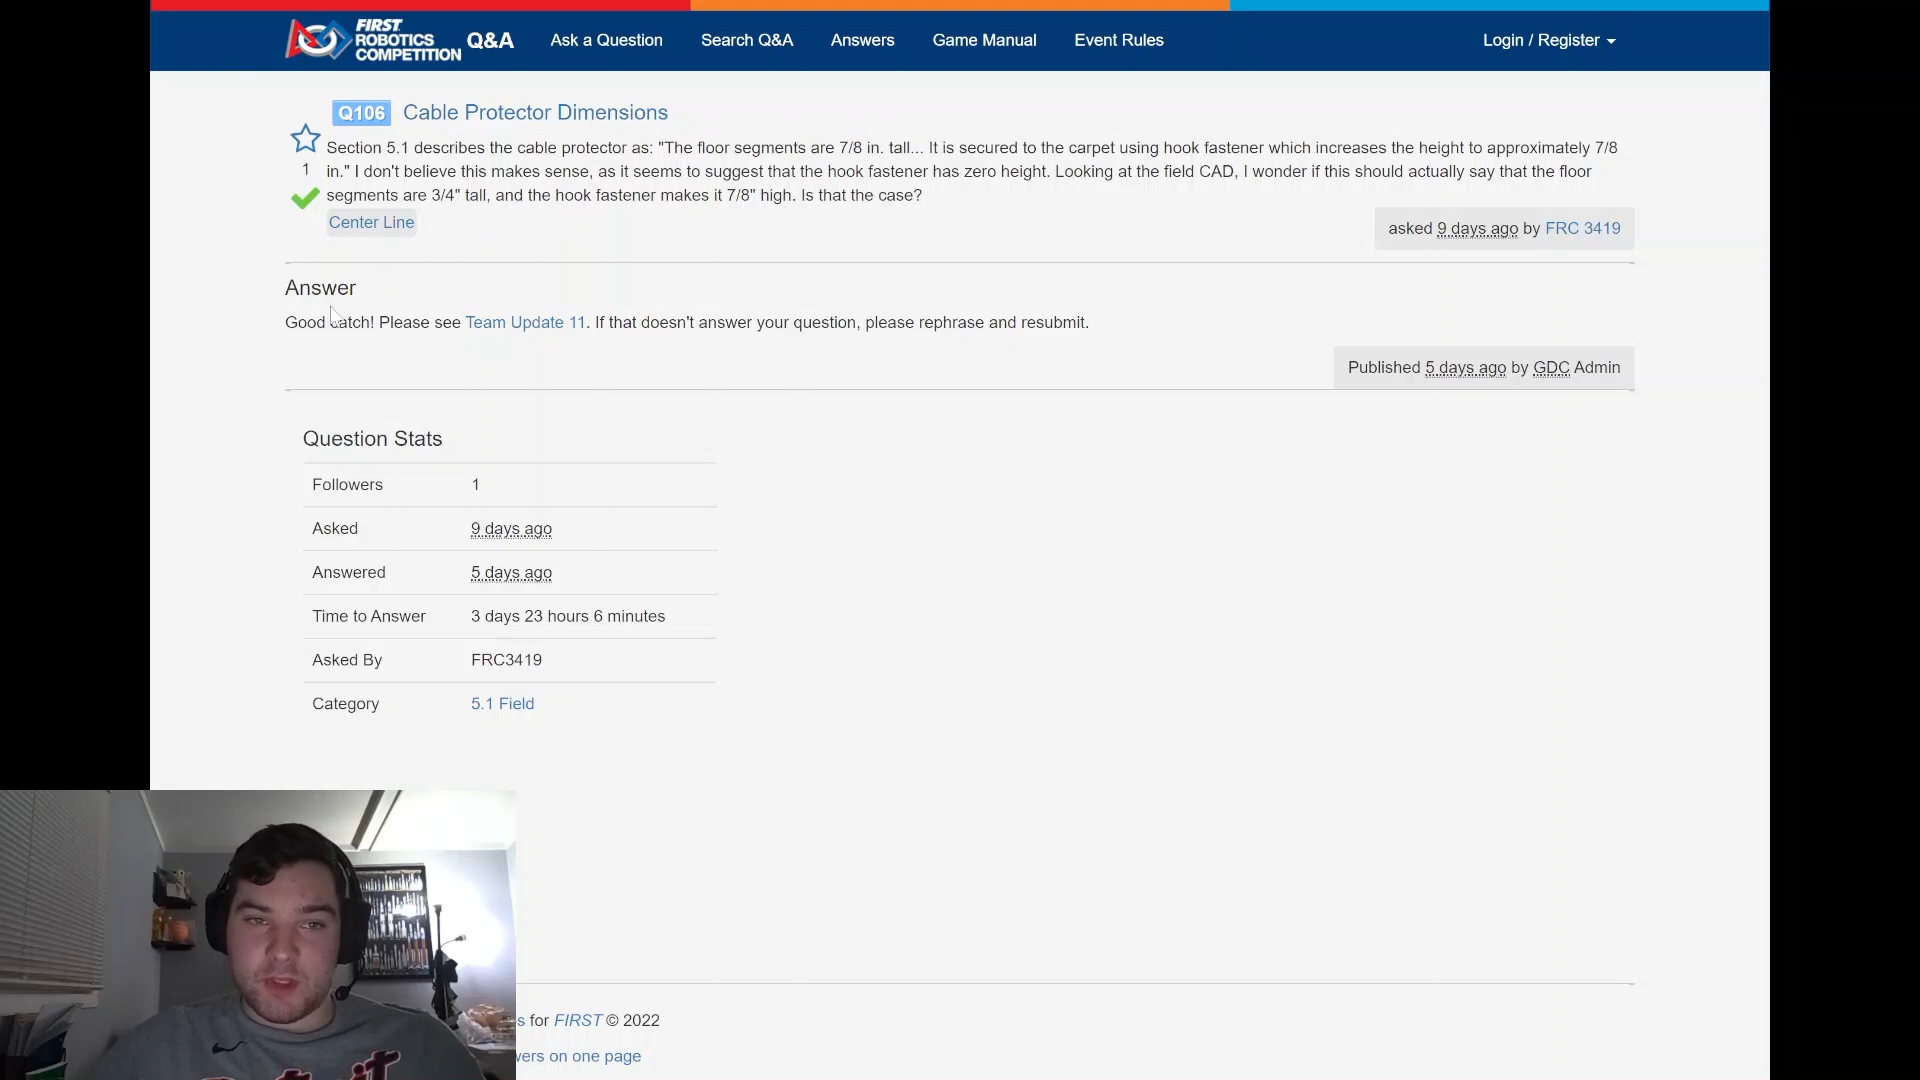 FIRST
ROBOTICS
COMPETITION
Q&A
Ask a Question
Search Q&A
Answers
Game Manual
Event Rules
Login / Register
Q106 Cable Protector Dimensions
Section 5.1 describes the cable protector as: "The floor segments are 7/8 in. tall... It is secured to the carpet using hook fastener which increases the height to approximately 7/8
1
in." I don't believe this makes sense, as it seems to suggest that the hook fastener has zero height. Looking at the field CAD, I wonder if this should actually say that the floor
segments are 3/4" tall, and the hook fastener makes it 7/8" high. Is that the case?
Center Line
asked 9 days ago by FRC 3419
Answer
Good catch! Please see Team Update 11. If that doesn't answer your question, please rephrase and resubmit.
Published 5 days ago by GDC Admin
Question Stats
Followers 1
Asked 9 days ago
Answered 5 days ago
Time to Answer 3 days 23 hours 6 minutes
Asked By FRC3419
Category 5.1 Field
s for FIRST © 2022
wers on one page